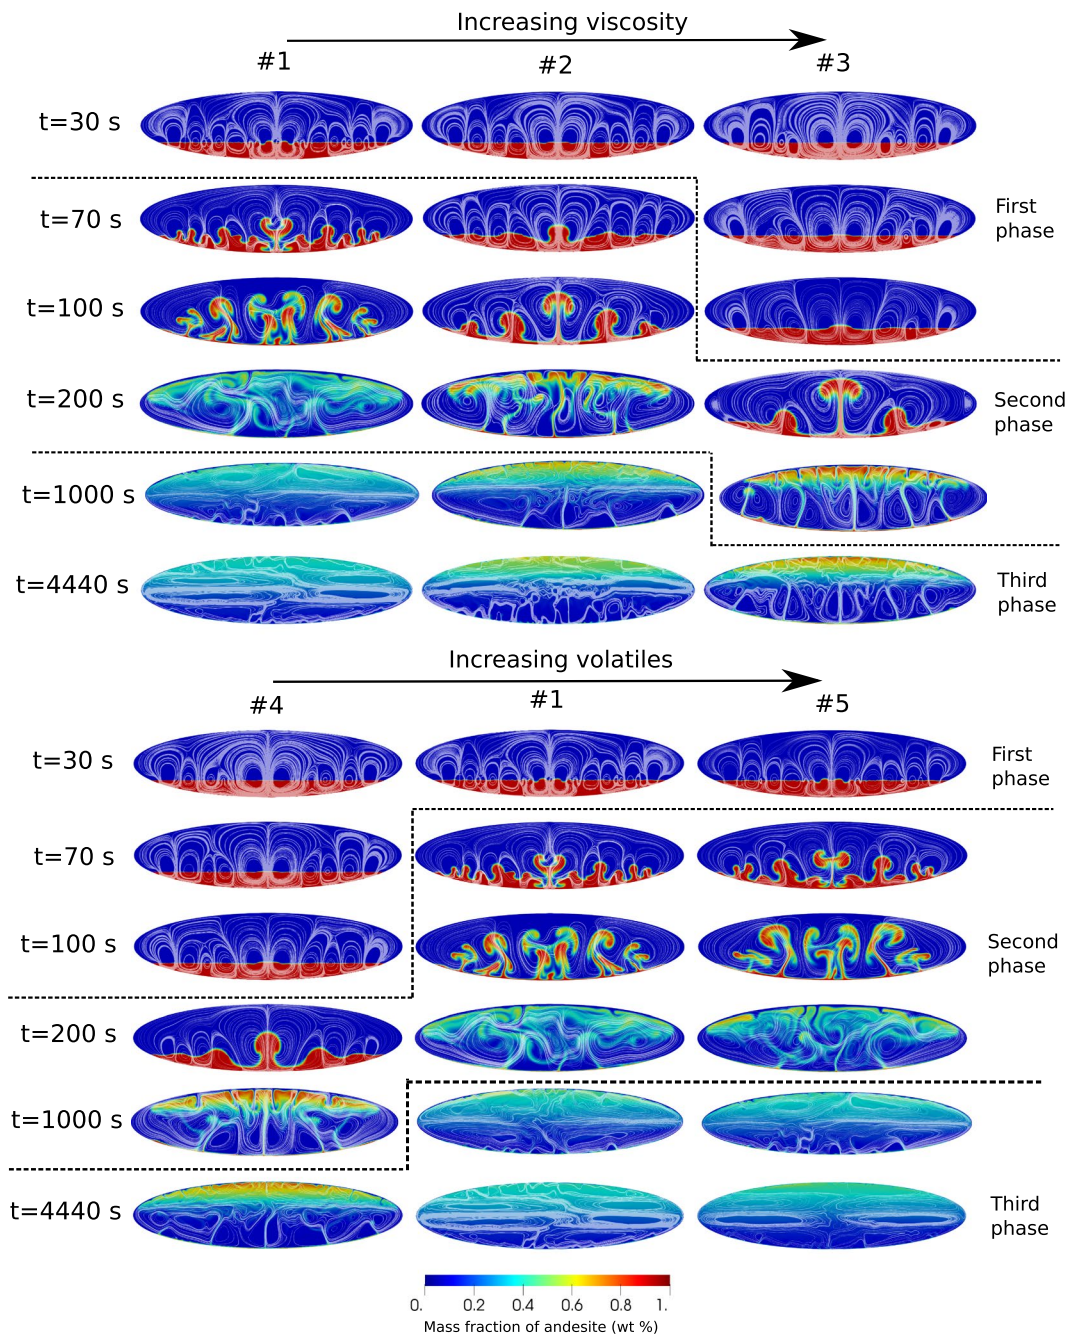 Increasing viscosity
#1 #2 #3
t=30 s
t=70 s
First
phase
t=100 s
t=200 s
Second
phase
t=1000 s
t=4440 s
Third
phase
Increasing volatiles
#4 #1 #5
t=30 s
First
phase
t=70 s
t=100 s
Second
phase
t=200 s
t=1000 s
t=4440 s
Third
phase
0. 0.2 0.4 0.6 0.8 1.
Mass fraction of andesite (wt %)